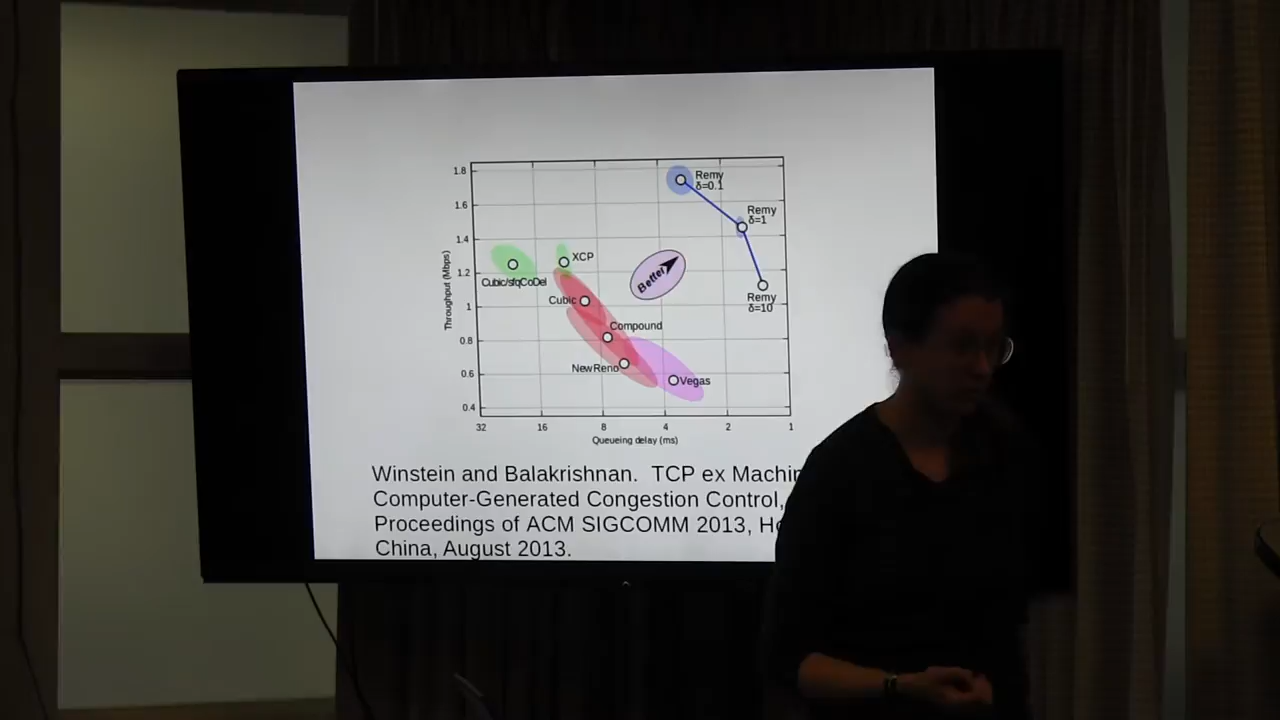 1.8
1.6
1.4
1.2
1
0.8
0.6
0.4
Throughput (Mbps)
32 16 8 4 2 1
Queueing delay (ms)
Remy
δ=0.1
Remy
δ=1
Remy
δ=10
XCP
Cubic/sfqCoDel
Better
Cubic
Compound
NewReno
Vegas
Winstein and Balakrishnan. TCP ex
Computer-Generated Congestion Control,
Proceedings of ACM SIGCOMM 2013,
China, August 2013.